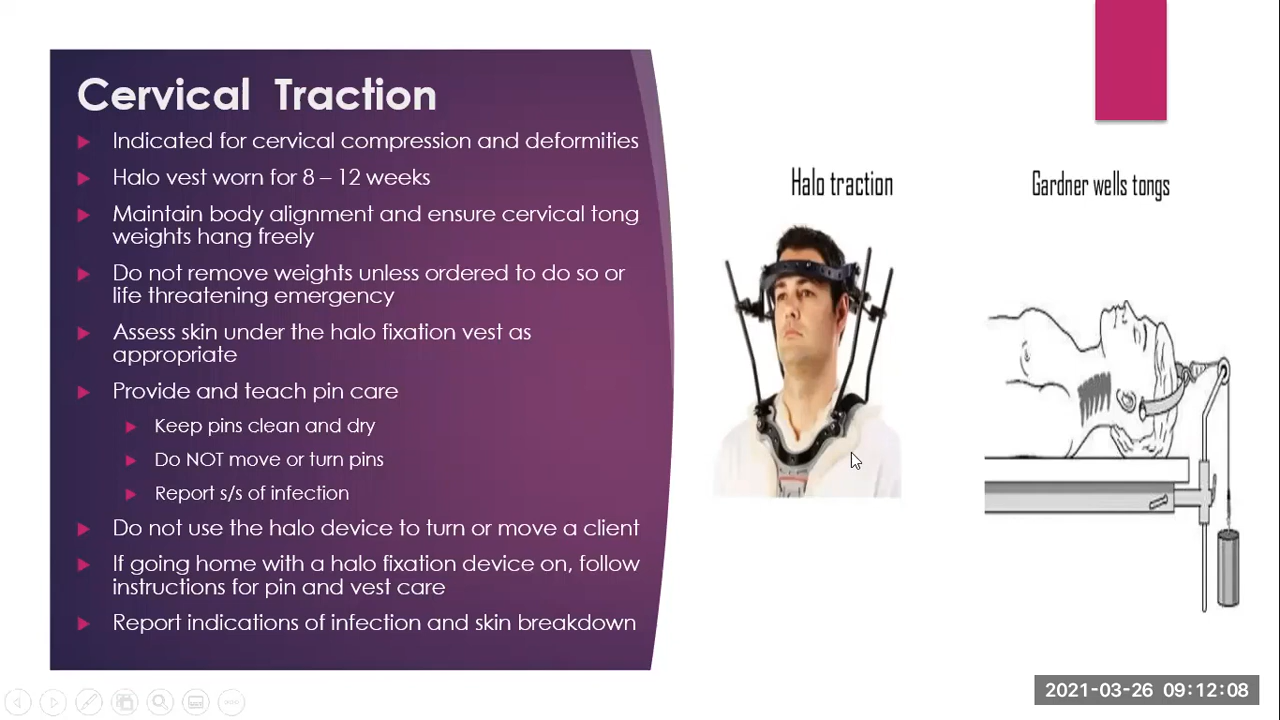 Cervical Traction
Indicated for cervical compression and deformities
Halo vest worn for 8 – 12 weeks
Maintain body alignment and ensure cervical tong
weights hang freely
Do not remove weights unless ordered to do so or
life threatening emergency
Assess skin under the halo fixation vest as
appropriate
Provide and teach pin care
Keep pins clean and dry
Do NOT move or turn pins
Report s/s of infection
Do not use the halo device to turn or move a client
If going home with a halo fixation device on, follow
instructions for pin and vest care
Report indications of infection and skin breakdown
Halo traction
Gardner wells tongs
2021-03-26 09:12:08